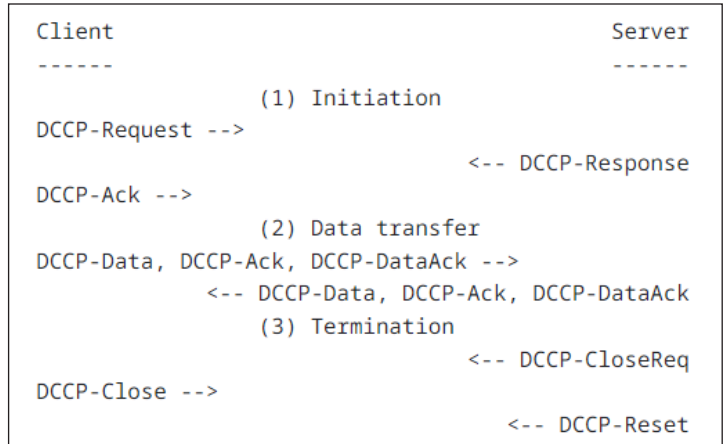 Client                                    Server
------                                    ------
(1) Initiation
DCCP-Request -->
<-- DCCP-Response
DCCP-Ack -->
(2) Data transfer
DCCP-Data, DCCP-Ack, DCCP-DataAck -->
<-- DCCP-Data, DCCP-Ack, DCCP-DataAck
(3) Termination
<-- DCCP-CloseReq
DCCP-Close -->
<-- DCCP-Reset